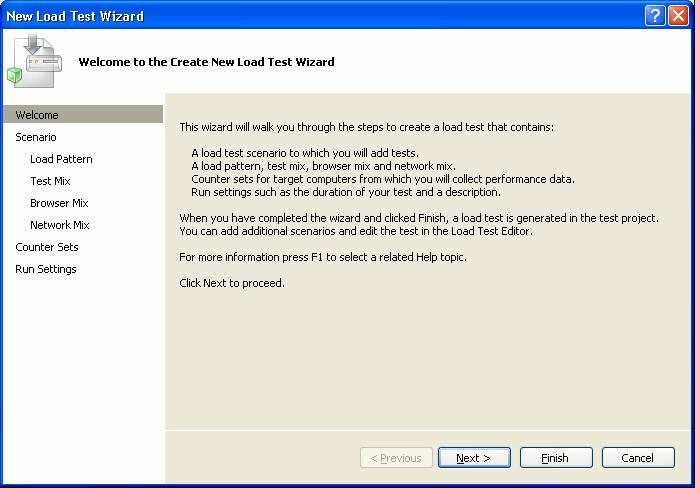 New Load Test Wizard
Welcome to the Create New Load Test Wizard
Welcome
Scenario
Load Pattern
Test Mix
Browser Mix
Network Mix
Counter Sets
Run Settings
This wizard will walk you through the steps to create a load test that contains:
A load test scenario to which you will add tests.
A load pattern, test mix, browser mix and network mix.
Counter sets for target computers from which you will collect performance data.
Run settings such as the duration of your test and a description.
When you have completed the wizard and clicked Finish, a load test is generated in the test project.
You can add additional scenarios and edit the test in the Load Test Editor.
For more information press F1 to select a related Help topic.
Click Next to proceed.
< Previous
Next >
Finish
Cancel